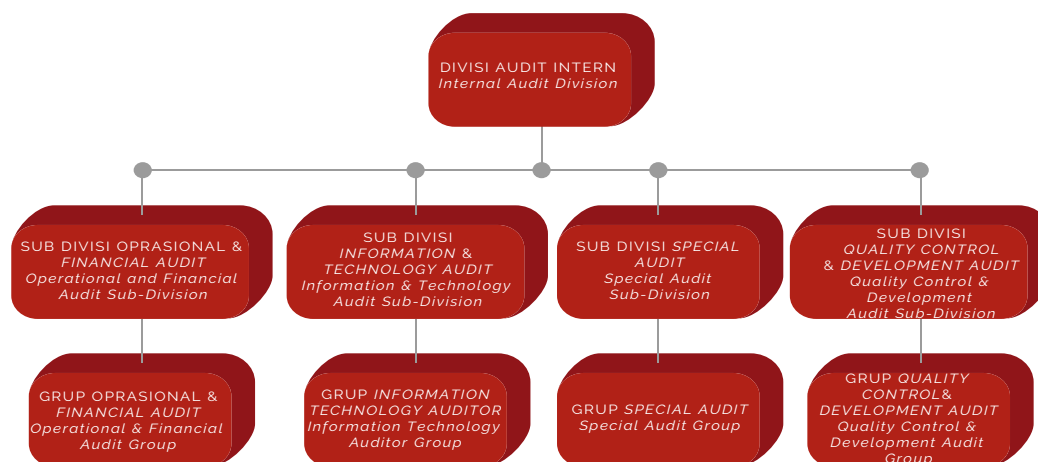 DIVISI AUDIT INTERN
Internal Audit Division
SUB DIVISI OPRASIONAL &
FINANCIAL AUDIT
Operational and Financial
Audit Sub-Division
SUB DIVISI
INFORMATION &
TECHNOLOGY AUDIT
Information & Technology
Audit Sub-Division
SUB DIVISI SPECIAL
AUDIT
Special Audit
Sub-Division
SUB DIVISI
QUALITY CONTROL
& DEVELOPMENT AUDIT
Quality Control &
Development
Audit Sub-Division
GRUP OPRASIONAL &
FINANCIAL AUDIT
Operational & Financial
Audit Group
GRUP INFORMATION
TECHNOLOGY AUDITOR
Information Technology
Auditor Group
GRUP SPECIAL AUDIT
Special Audit Group
GRUP QUALITY
CONTROL&
DEVELOPMENT AUDIT
Quality Control &
Development Audit
Group